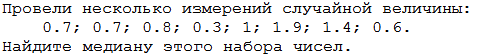 Провели несколько измерений случайной величины:
0.7; 0.7; 0.8; 0.3; 1; 1.9; 1.4; 0.6.
Найдите медиану этого набора чисел.